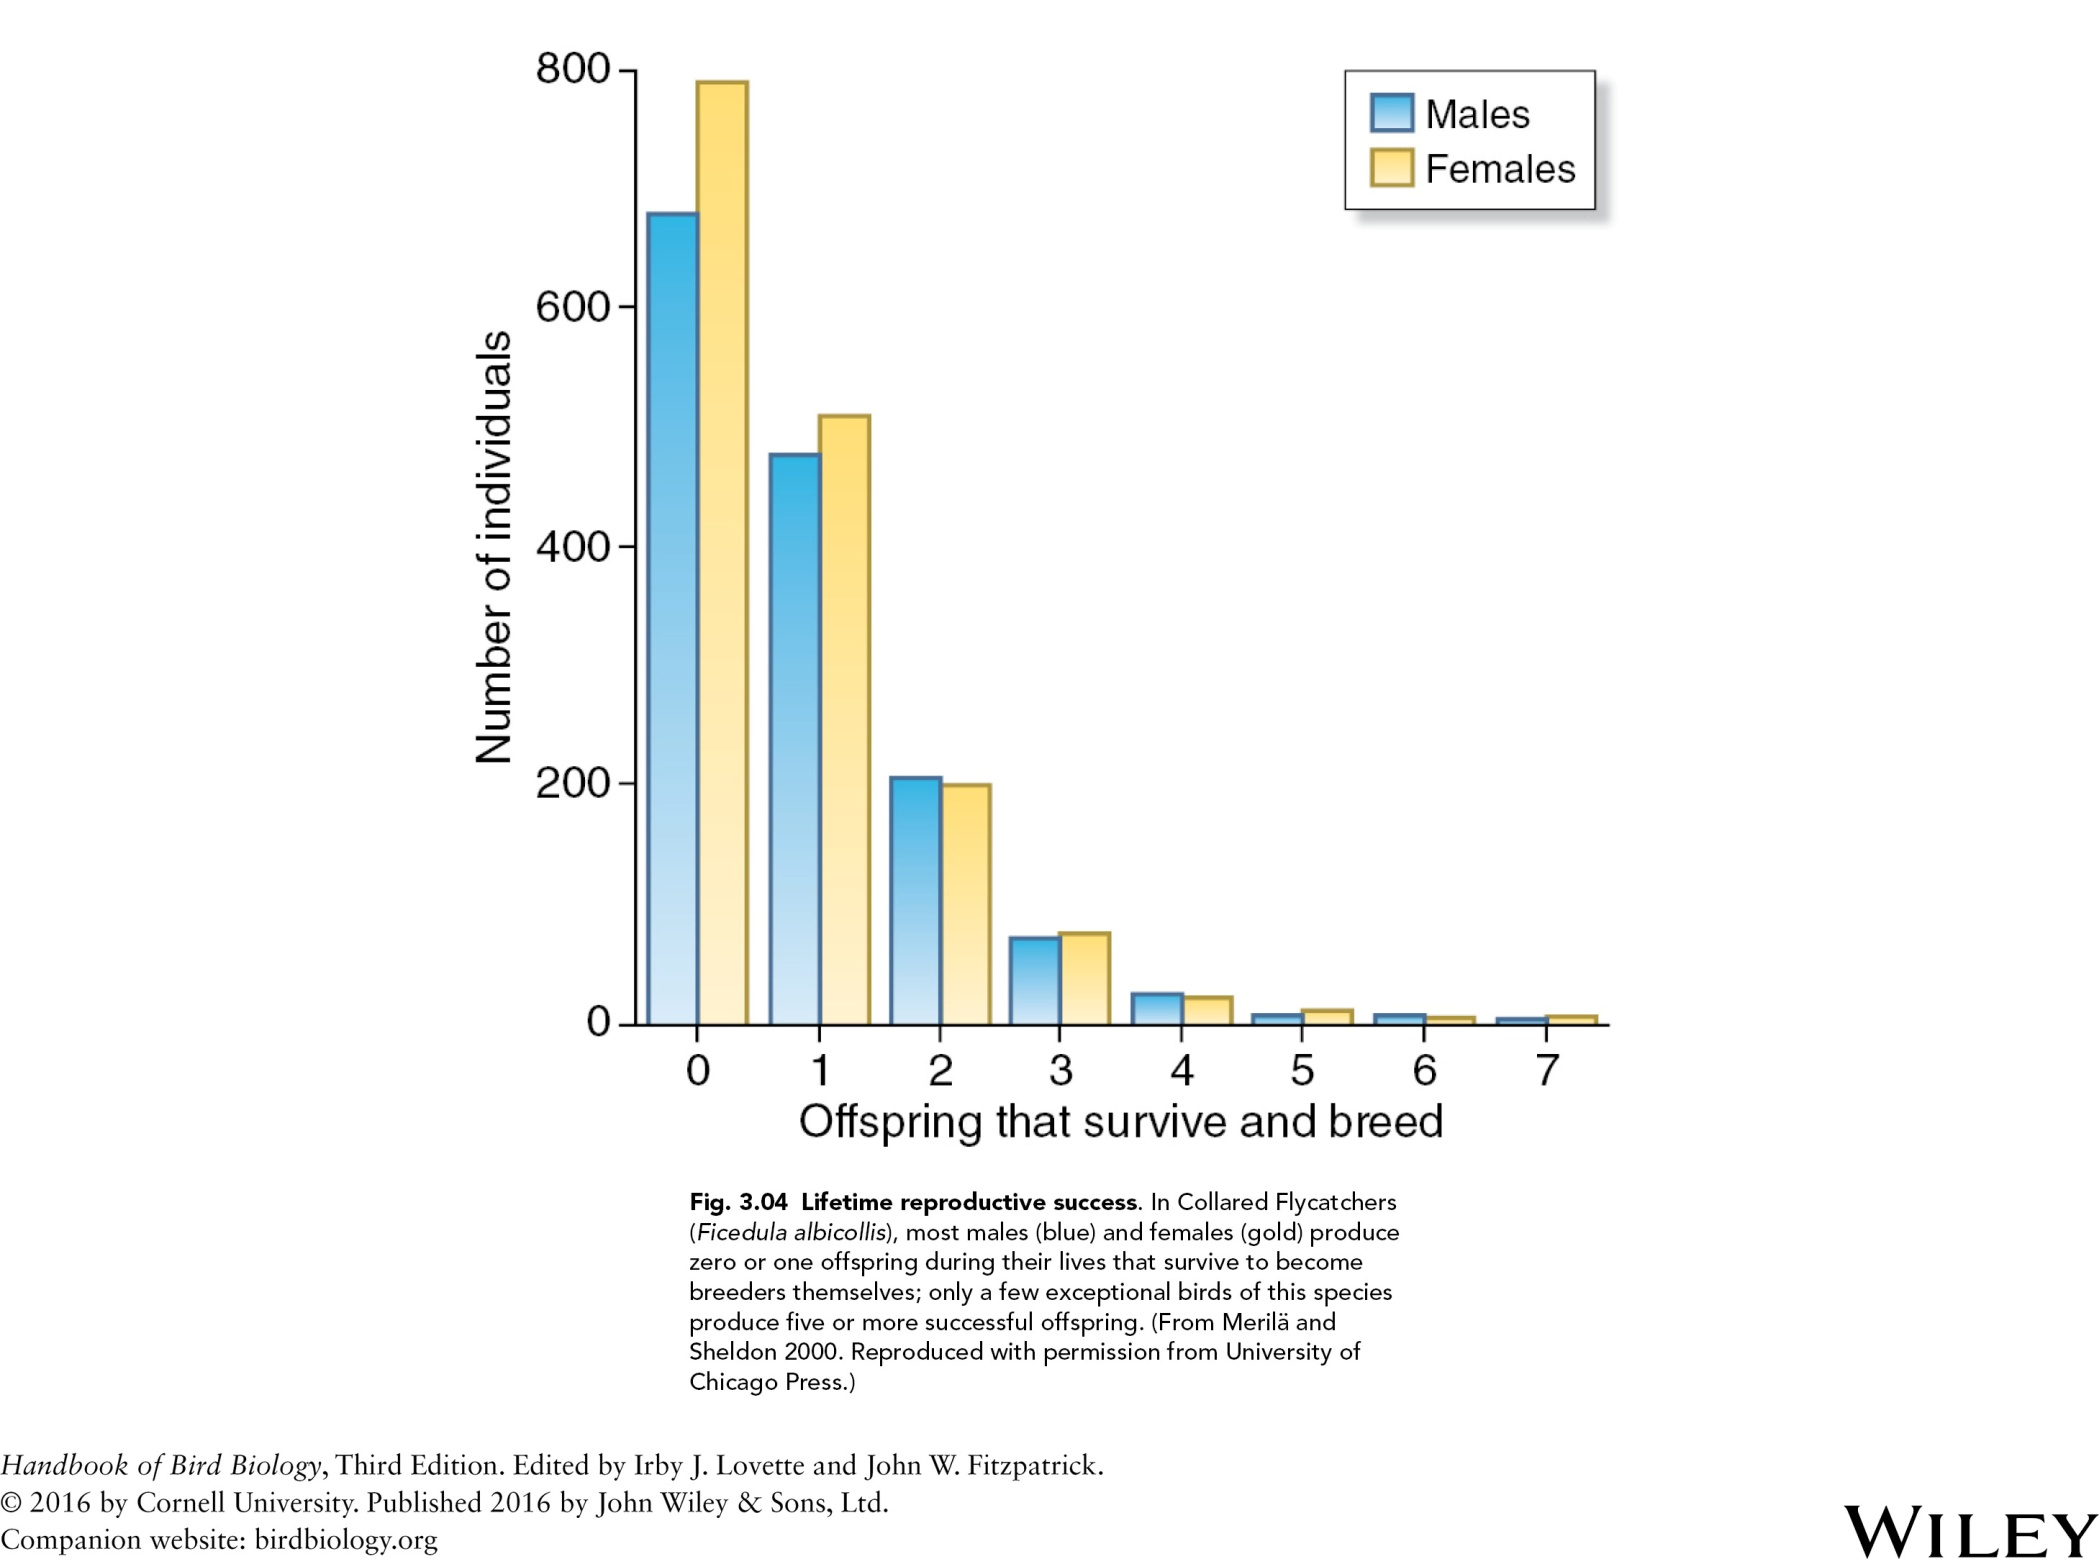 800
600
400
200
0
Number of individuals
Males
Females
0 1 2 3 4 5 6 7
Offspring that survive and breed
Fig. 3.04 Lifetime reproductive success. In Collared Flycatchers
(Ficedula albicollis), most males (blue) and females (gold) produce
zero or one offspring during their lives that survive to become
breeders themselves; only a few exceptional birds of this species
produce five or more successful offspring. (From Merilä and
Sheldon 2000. Reproduced with permission from University of
Chicago Press.)
Handbook of Bird Biology, Third Edition. Edited by Irby J. Lovette and John W. Fitzpatrick.
© 2016 by Cornell University. Published 2016 by John Wiley & Sons, Ltd.
Companion website: birdbiology.org
WILEY